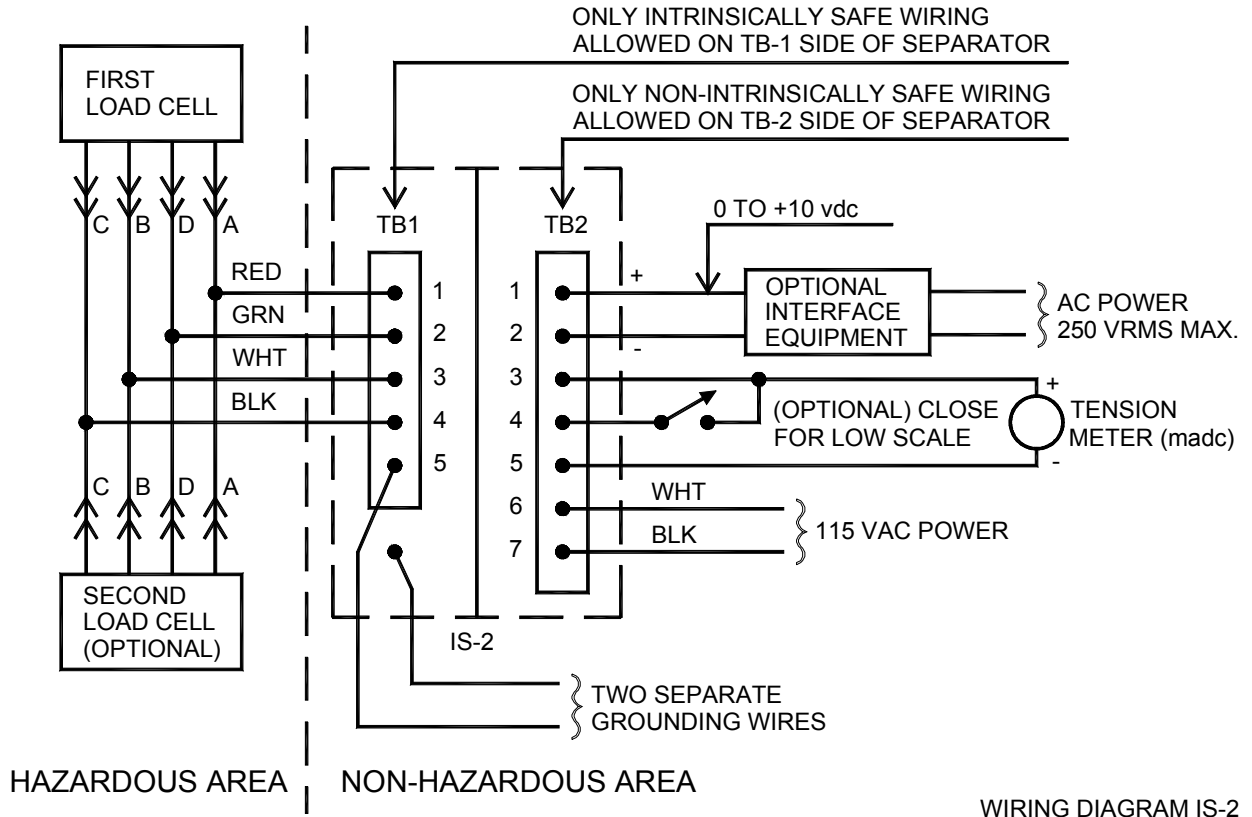 ONLY INTRINSICALLY SAFE WIRING
ALLOWED ON TB-1 SIDE OF SEPARATOR
ONLY NON-INTRINSICALLY SAFE WIRING
ALLOWED ON TB-2 SIDE OF SEPARATOR
FIRST
LOAD CELL
C B D A
TB1
TB2
0 TO +10 vdc
RED
GRN
WHT
BLK
1
2
3
4
5
1
2
3
4
5
6
7
+
-
OPTIONAL
INTERFACE
EQUIPMENT
AC POWER
250 VRMS MAX.
(OPTIONAL) CLOSE
FOR LOW SCALE
+
-
TENSION
METER (madc)
WHT
BLK
115 VAC POWER
C B D A
SECOND
LOAD CELL
(OPTIONAL)
IS-2
TWO SEPARATE
GROUNDING WIRES
HAZARDOUS AREA
NON-HAZARDOUS AREA
WIRING DIAGRAM IS-2